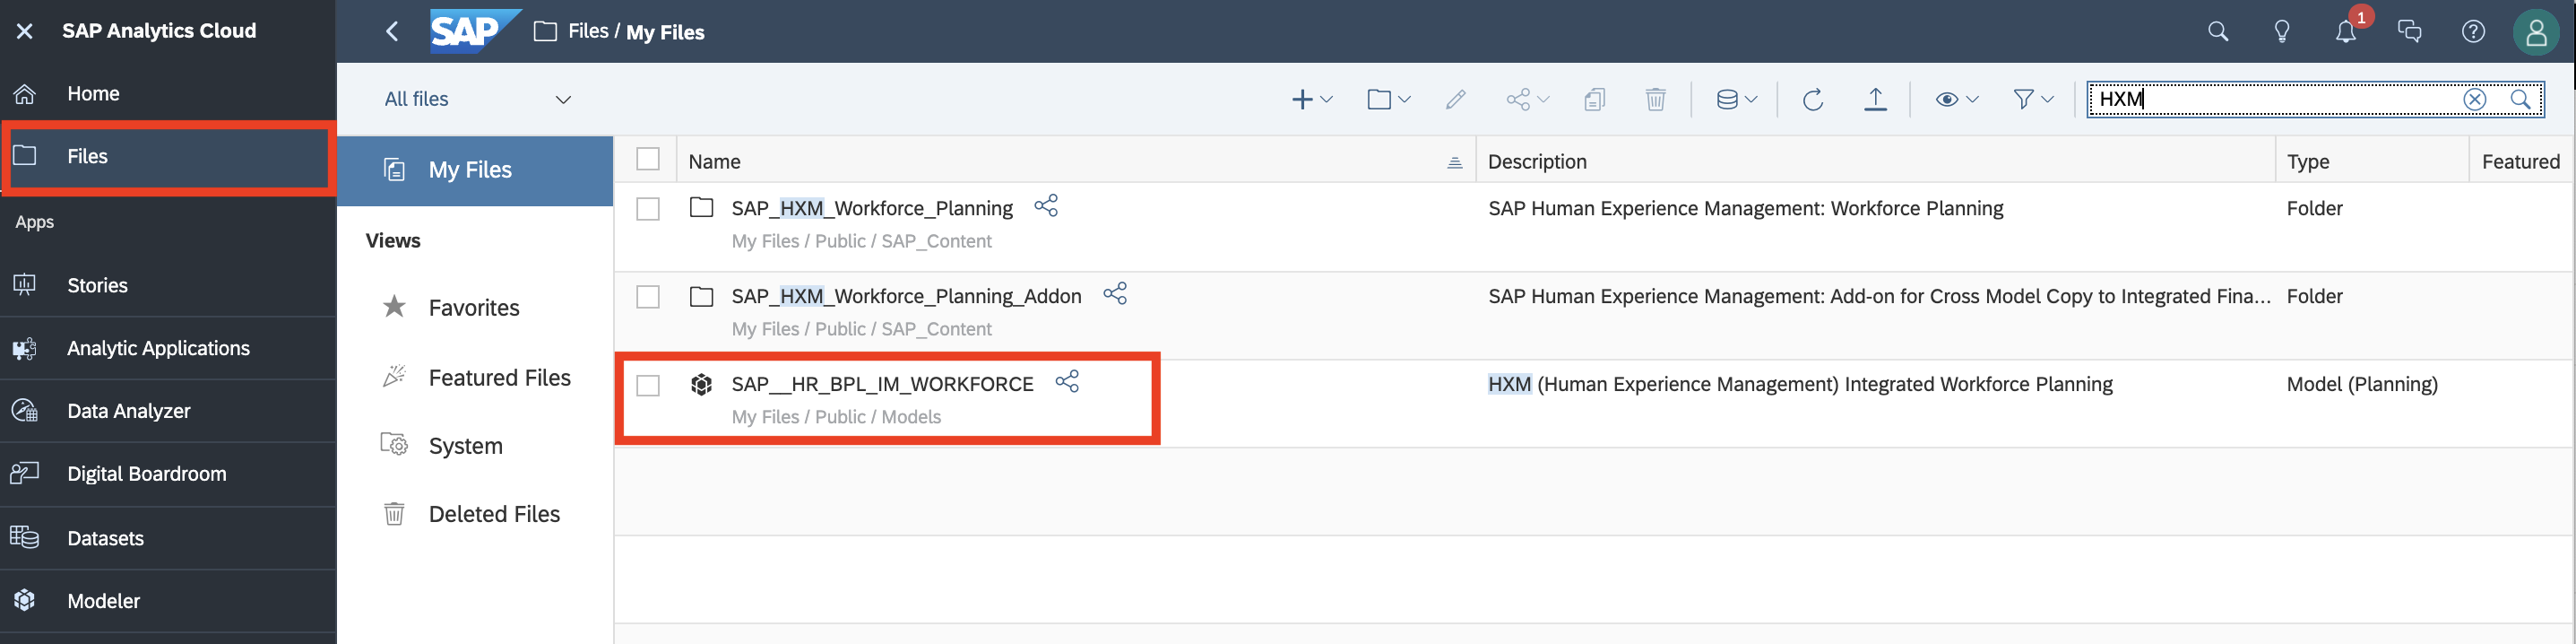 SAP Analytics Cloud
Home
Files
Apps
Stories
Analytic Applications
Data Analyzer
Digital Boardroom
Datasets
Modeler
SAP
Files / My Files
1
All files
HXM
My Files
Views
Favorites
Featured Files
System
Deleted Files
Name Description Type Featured
SAP_HXM_Workforce_Planning SAP Human Experience Management: Workforce Planning Folder
My Files / Public / SAP_Content
SAP_HXM_Workforce_Planning_Addon SAP Human Experience Management: Add-on for Cross Model Copy to Integrated Fina... Folder
My Files / Public / SAP_Content
SAP__HR_BPL_IM_WORKFORCE HXM (Human Experience Management) Integrated Workforce Planning Model (Planning)
My Files / Public / Models